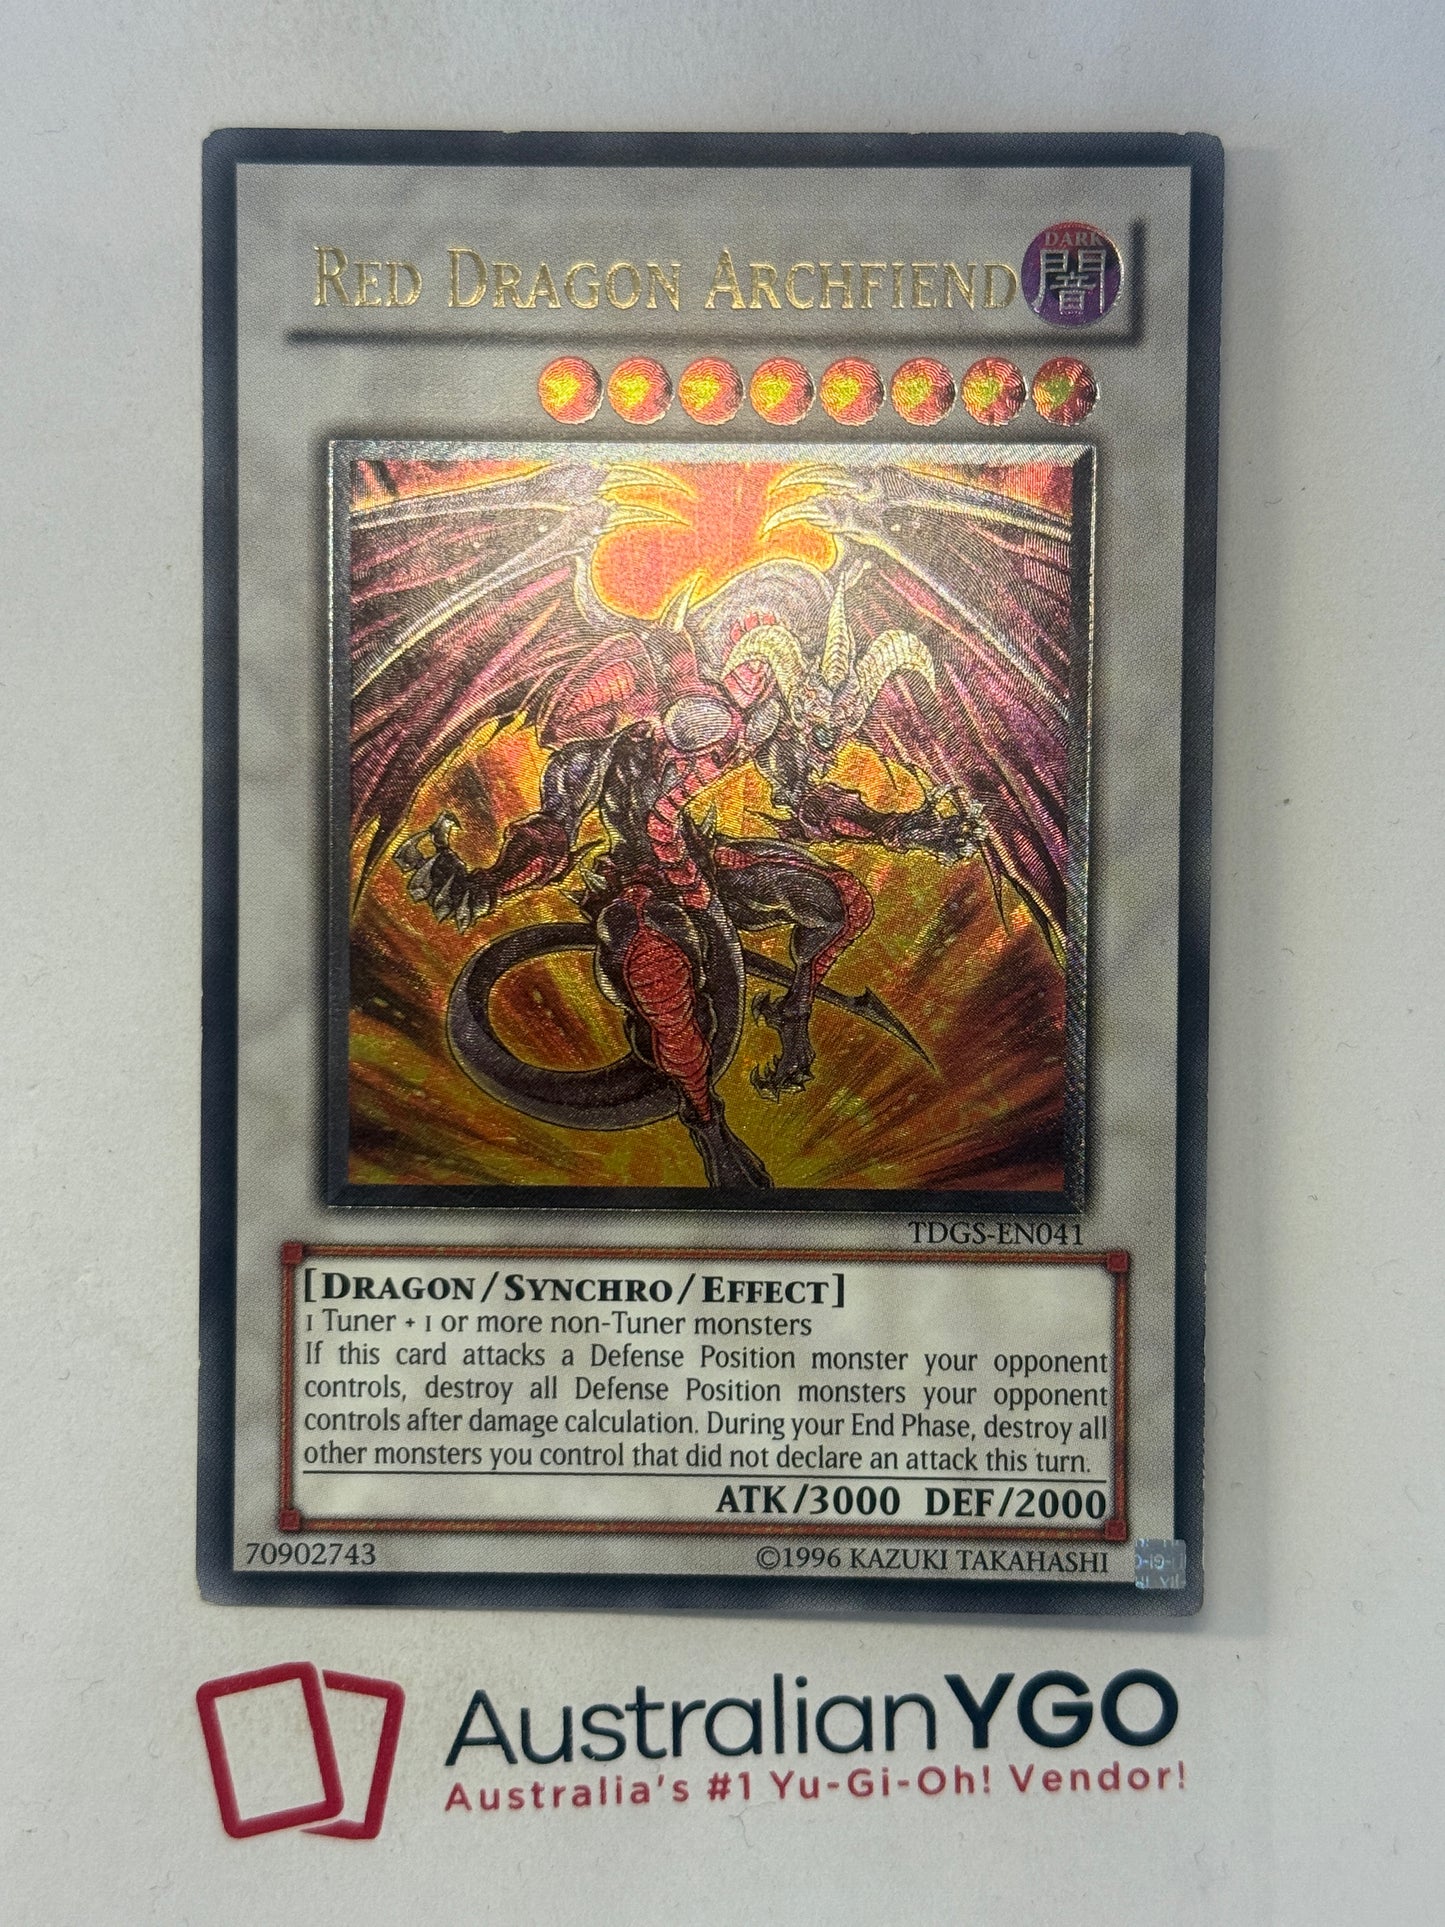 RED DRAGON ARCHFIEND
DARK
闇
TDGS-EN041
[DRAGON/SYNCHRO/EFFECT]
1 Tuner + 1 or more non-Tuner monsters
If this card attacks a Defense Position monster your opponent
controls, destroy all Defense Position monsters your opponent
controls after damage calculation. During your End Phase, destroy all
other monsters you control that did not declare an attack this turn.
ATK/3000 DEF/2000
70902743
©1996 KAZUKI TAKAHASHI
AustralianYGO
Australia's #1 Yu-Gi-Oh! Vendor!